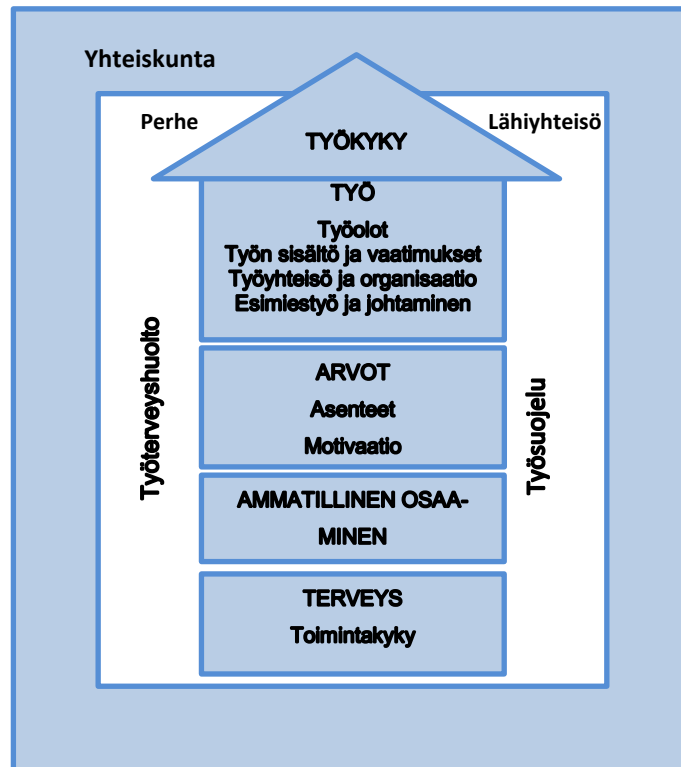 Yhteiskunta
Perhe
Lähiyhteisö
TYÖKYKY
TYÖ
Työolot
Työn sisältö ja vaatimukset
Työyhteisö ja organisaatio
Esimiestyö ja johtaminen
Työterveyshuolto
ARVOT
Asenteet
Motivaatio
Työsuojelu
AMMATILLINEN OSAA-
MINEN
TERVEYS
Toimintakyky